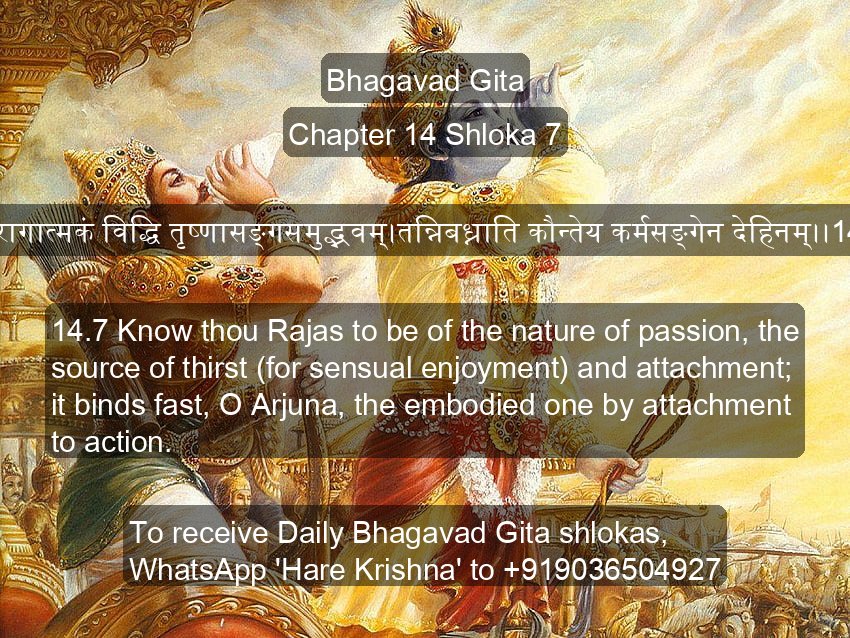 Bhagavad Gita
Chapter 14 Shloka 7
रागात्मकं विद्धि तृष्णासङ्गसमुद्भवम्।तन्निबध्नाति कौन्तेय कर्मसङ्गेन देहिनम्।।14
14.7 Know thou Rajas to be of the nature of passion, the
source of thirst (for sensual enjoyment) and attachment;
it binds fast, O Arjuna, the embodied one by attachment
to action.
To receive Daily Bhagavad Gita shlokas,
WhatsApp 'Hare Krishna' to +919036504927